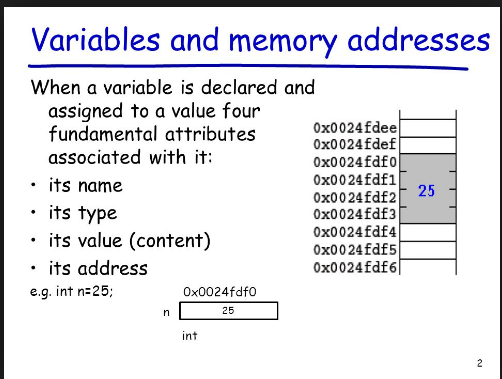 Variables and memory addresses
When a variable is declared and
assigned to a value four
fundamental attributes
associated with it:
• its name
• its type
• its value (content)
• its address
e.g. int n=25;
0x0024fdf0
n
25
int
0x0024fdee
0x0024fdef
0x0024fdf0
0x0024fdf1
0x0024fdf2
0x0024fdf3
0x0024fdf4
0x0024fdf5
0x0024fdf6
25
2